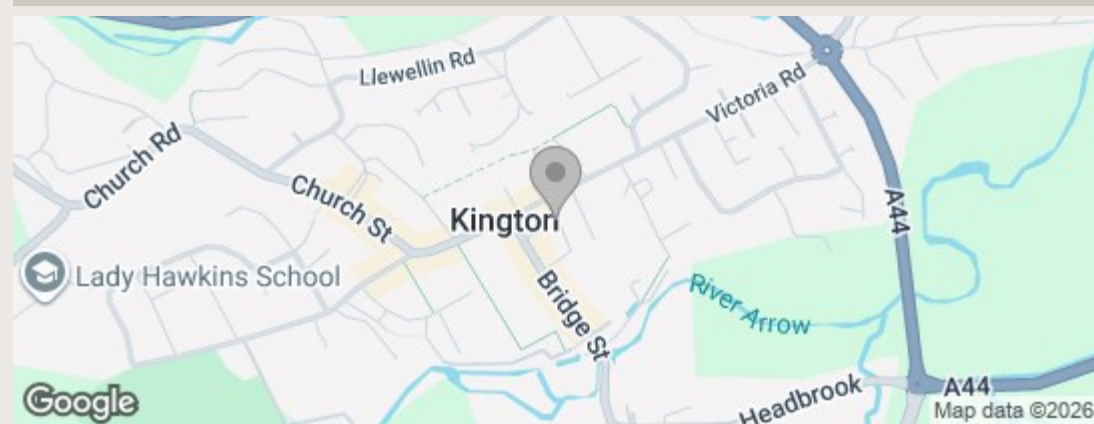 Llewellin Rd
Victoria Rd
Church Rd
Church St
Kington
A44
Lady Hawkins School
Bridge St
River Arrow
Headbrook
A44
Google
Map data ©2026